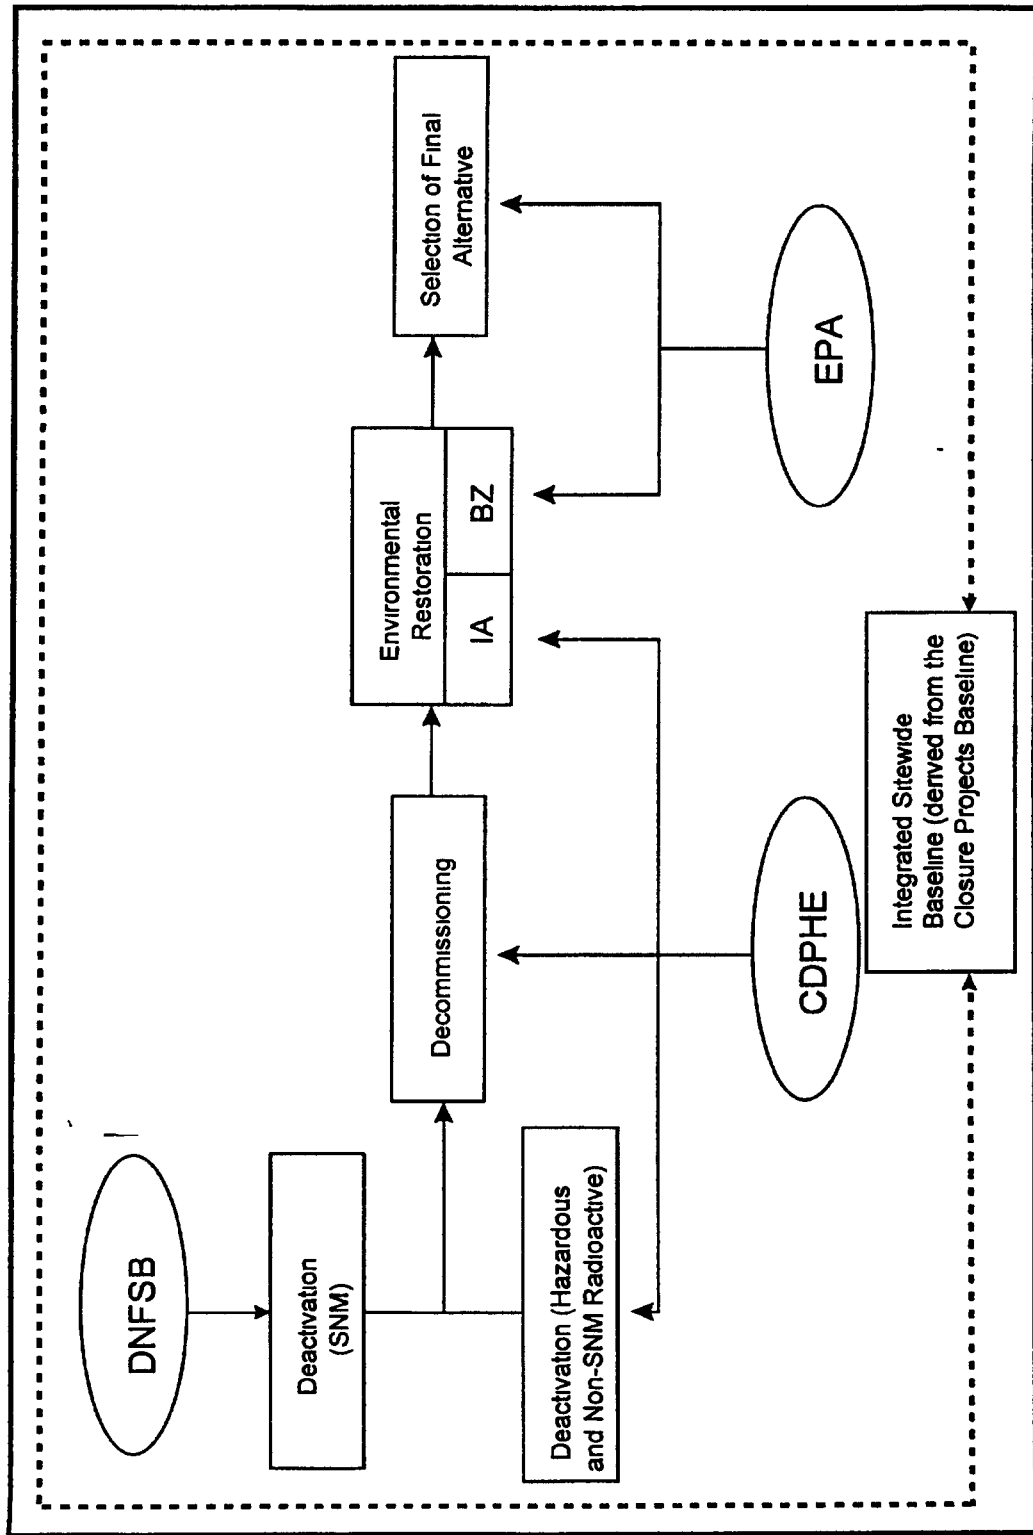 DNFSB
Deactivation
(SNM)
Deactivation (Hazardous
and Non-SNM Radioactive)
Decommissioning
Environmental
Restoration
IA
BZ
Selection of Final
Alternative
CDPHE
EPA
Integrated Sitewide
Baseline (derived from the
Closure Projects Baseline)